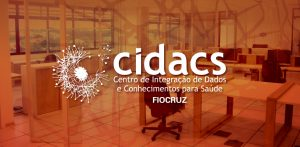 cidacs
Centro de Integração de Dados
e Conhecimentos para Saúde
FIOCRUZ